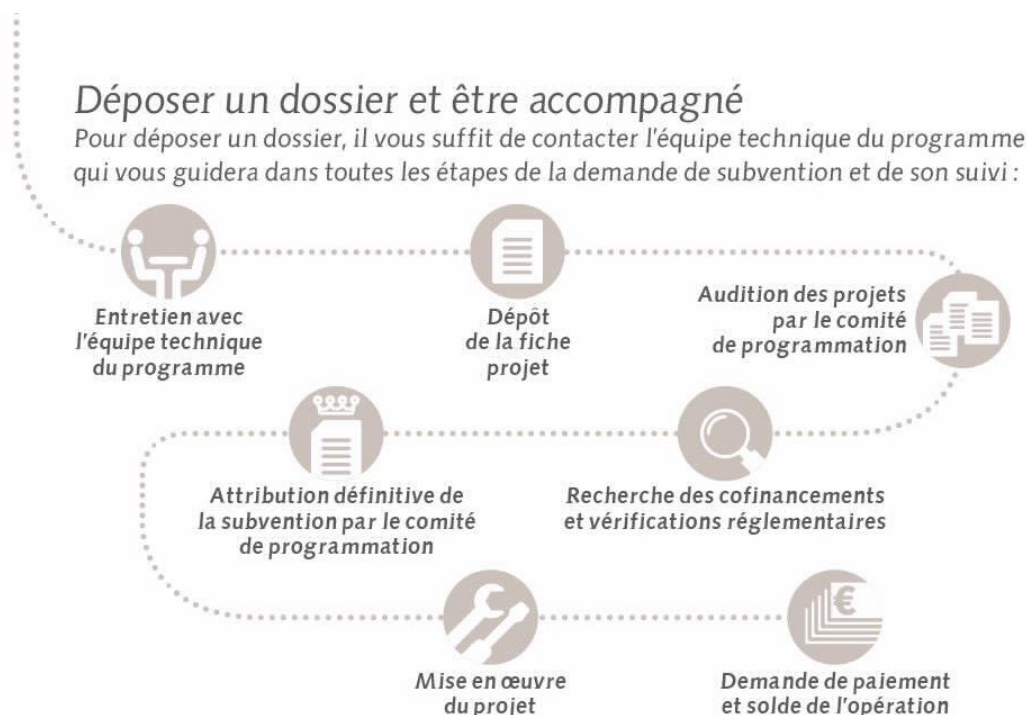 Déposer un dossier et être accompagné
Pour déposer un dossier, il vous suffit de contacter l'équipe technique du programme
qui vous guidera dans toutes les étapes de la demande de subvention et de son suivi :
Entretien avec
l'équipe technique
du programme
Dépôt
de la fiche
projet
Audition des projets
par le comité
de programmation
Recherche des cofinancements
et vérifications réglementaires
Attribution définitive de
la subvention par le comité
de programmation
Mise en œuvre
du projet
€
Demande de paiement
et solde de l'opération